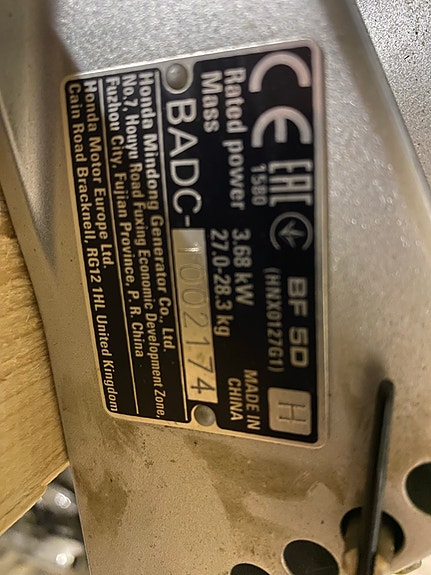 CE EAC BF 5D H
1580 (HNX0127G1)
Rated power 3.68 kW MADE IN
Mass 27.0-28.3 kg CHINA
BADC-1002174
Honda Mindong Generator Co., Ltd.
No.7, Houyu Road Fuxing Economic Development Zone,
Fuzhou City, Fujian Province, P. R. China
Honda Motor Europe Ltd.
Cain Road Bracknell, RG12 1HL United Kingdom